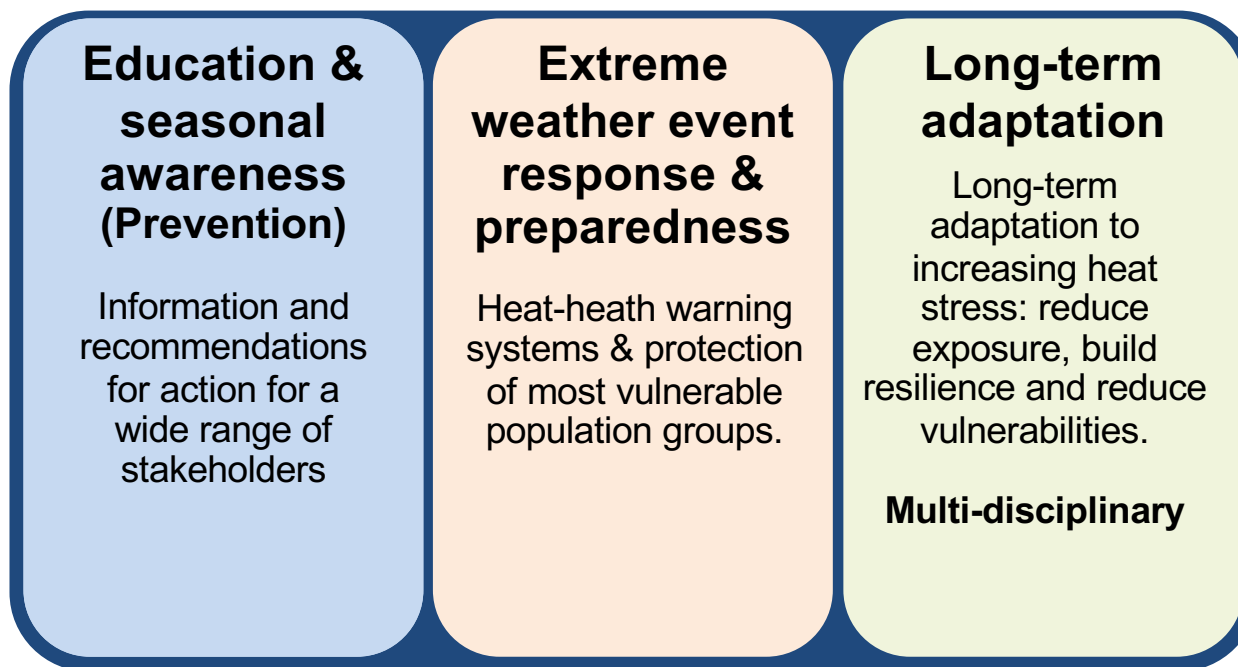 Education &
seasonal
awareness
(Prevention)
Information and
recommendations
for action for a
wide range of
stakeholders
Extreme
weather event
response &
preparedness
Heat-heath warning
systems & protection
of most vulnerable
population groups.
Long-term
adaptation
Long-term
adaptation to
increasing heat
stress: reduce
exposure, build
resilience and reduce
vulnerabilities.
Multi-disciplinary